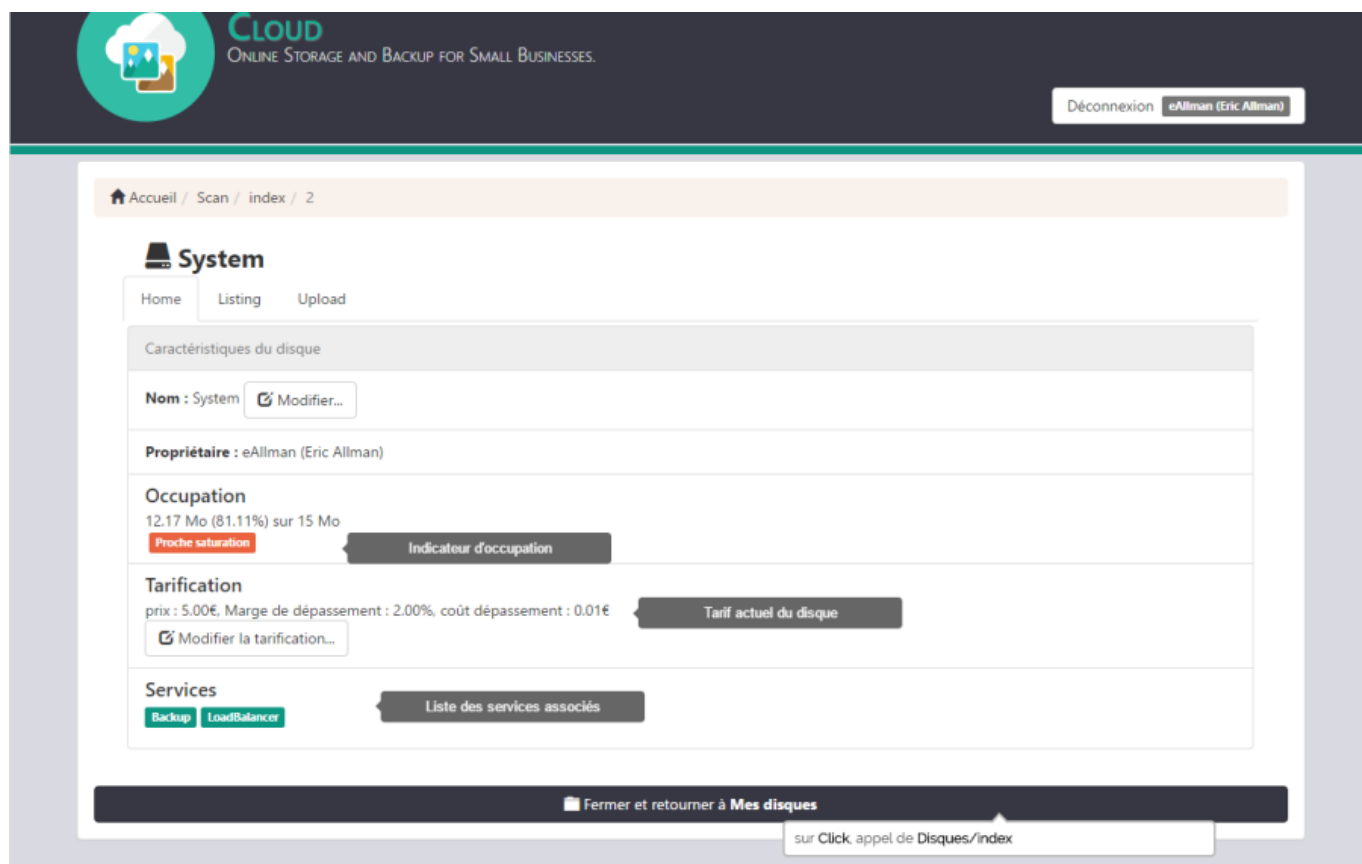 CLOUD
ONLINE STORAGE AND BACKUP FOR SMALL BUSINESSES.
Déconnexion eAllman (Eric Allman)
Accueil / Scan / index / 2
System
Home Listing Upload
Caractéristiques du disque
Nom : System Modifier...
Propriétaire : eAllman (Eric Allman)
Occupation
12.17 Mo (81.11%) sur 15 Mo
Proche saturation Indicateur d'occupation
Tarification
prix : 5.00€, Marge de dépassement : 2.00%, coût dépassement : 0.01€ Tarif actuel du disque
Modifier la tarification...
Services
Backup LoadBalancer Liste des services associés
Fermer et retourner à Mes disques
sur Click, appel de Disques/index